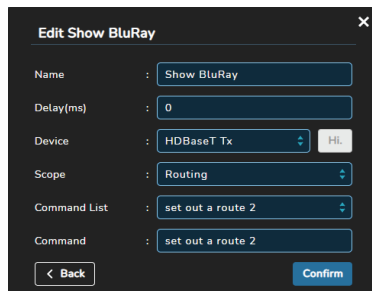 Edit Show BluRay
Name : Show BluRay
Delay(ms) : 0
Device : HDBaseT Tx Hi.
Scope : Routing
Command List : set out a route 2
Command : set out a route 2
< Back Confirm